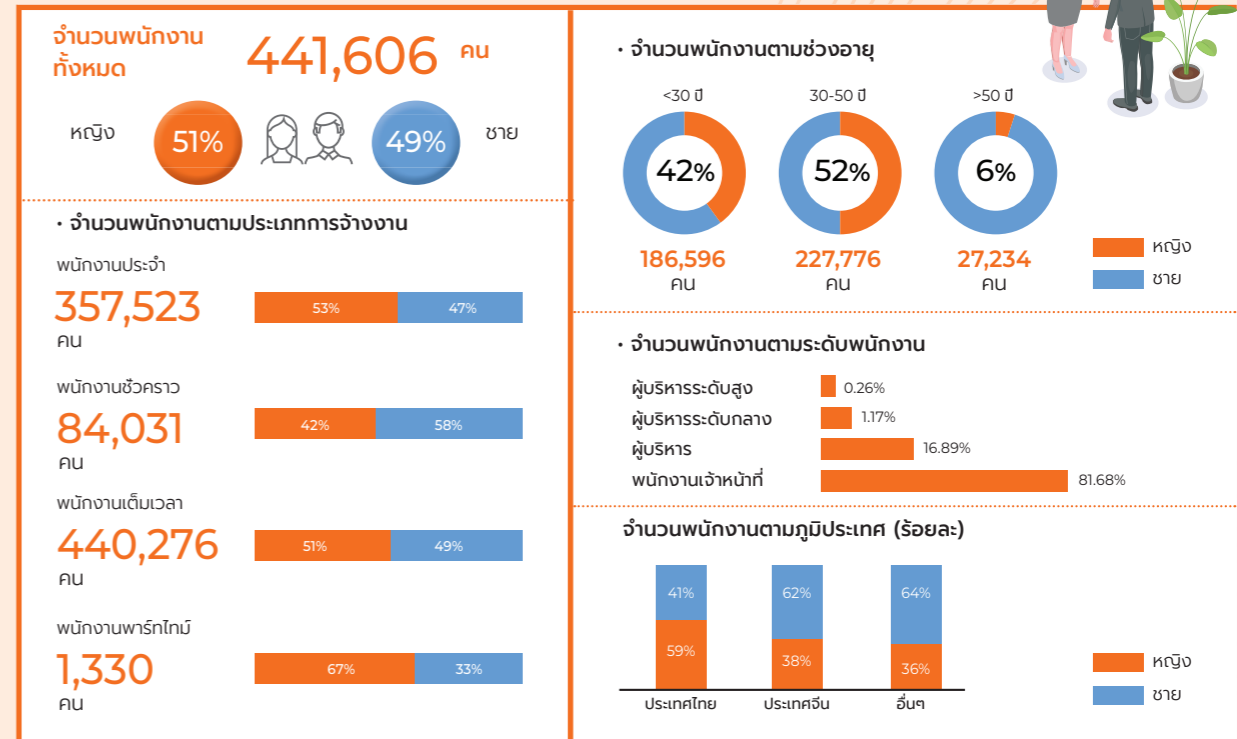 จำนวนพนักงาน
ทั้งหมด
441,606 คน
หญิง 51% 49% ชาย
• จำนวนพนักงานตามประเภทการจ้างงาน
พนักงานประจำ
357,523
คน
53% 47%
พนักงานชั่วคราว
84,031
คน
42% 58%
พนักงานเต็มเวลา
440,276
คน
51% 49%
พนักงานพาร์ทไทม์
1,330
คน
67% 33%
• จำนวนพนักงานตามช่วงอายุ
<30 ปี 30-50 ปี >50 ปี
42% 52% 6%
186,596 227,776 27,234
คน คน คน
หญิง
ชาย
• จำนวนพนักงานตามระดับพนักงาน
ผู้บริหารระดับสูง 0.26%
ผู้บริหารระดับกลาง 1.17%
ผู้บริหาร 16.89%
พนักงานเจ้าหน้าที่ 81.68%
จำนวนพนักงานตามภูมิประเทศ (ร้อยละ)
41% 62% 64%
59% 38% 36%
ประเทศไทย ประเทศจีน อื่นๆ
หญิง
ชาย